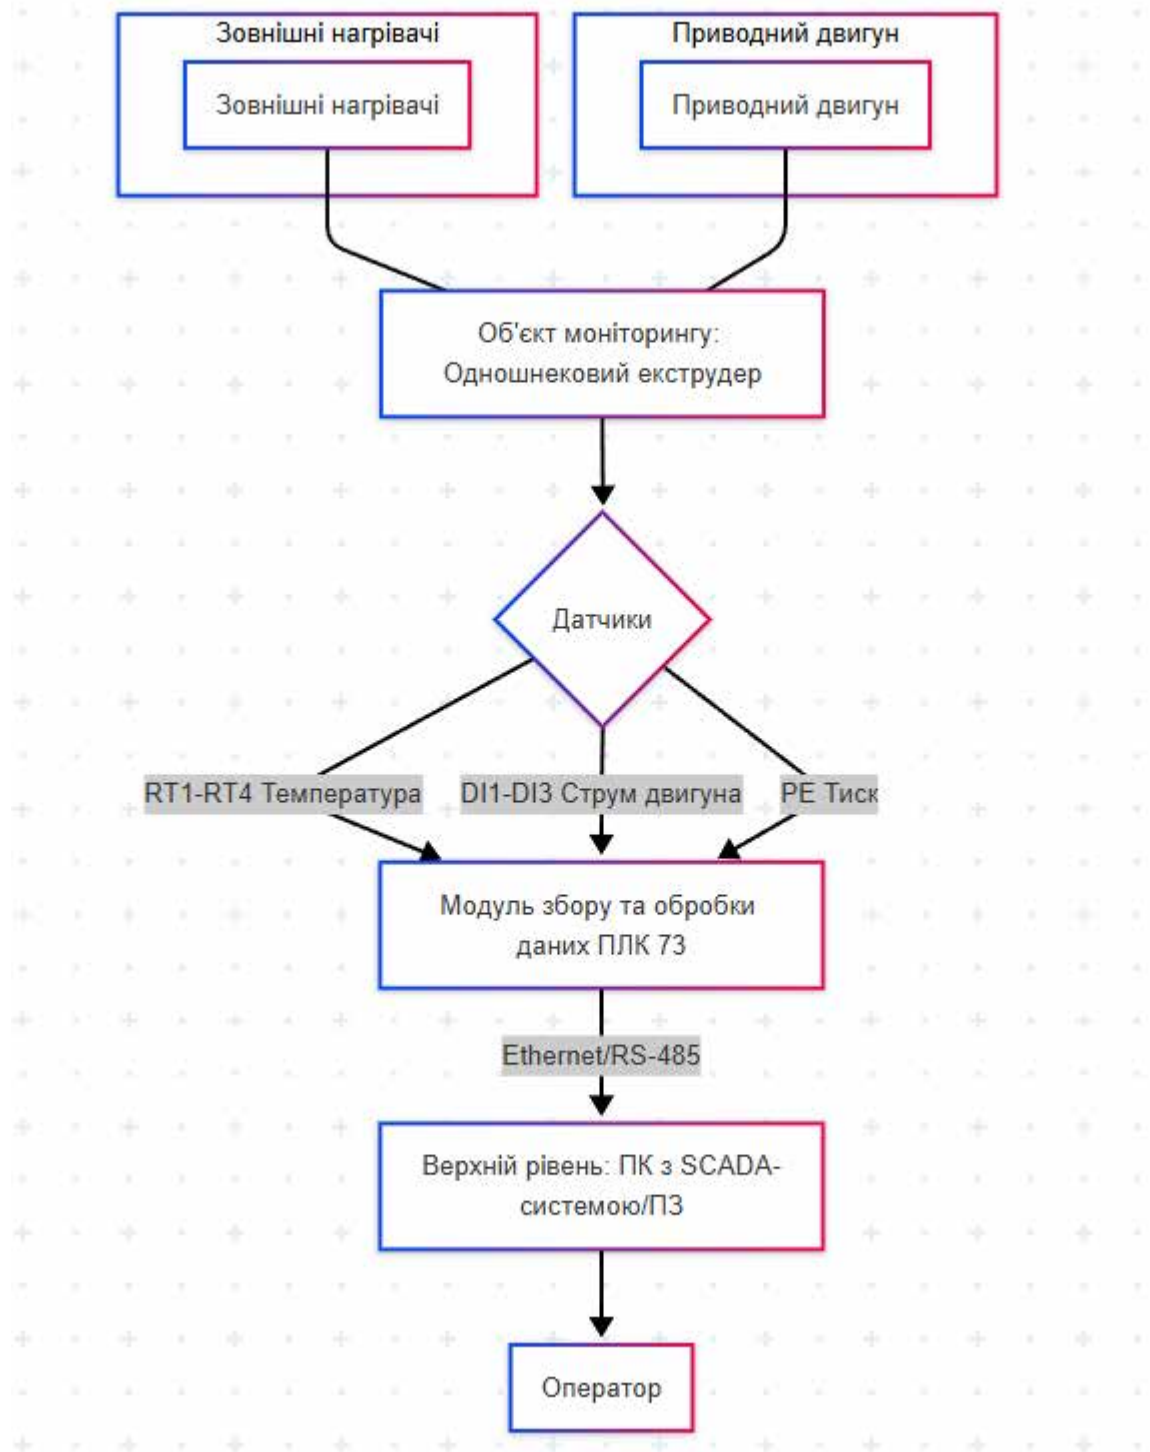 Зовнішні нагрівачі
Приводний двигун
Зовнішні нагрівачі
Приводний двигун
Об'єкт моніторингу:
Одношнековий екструдер
Датчики
RT1-RT4 Температура
DI1-DI3 Струм двигуна
PE Тиск
Модуль збору та обробки
даних ПЛК 73
Ethernet/RS-485
Верхній рівень: ПК з SCADA-
системою/ПЗ
Оператор